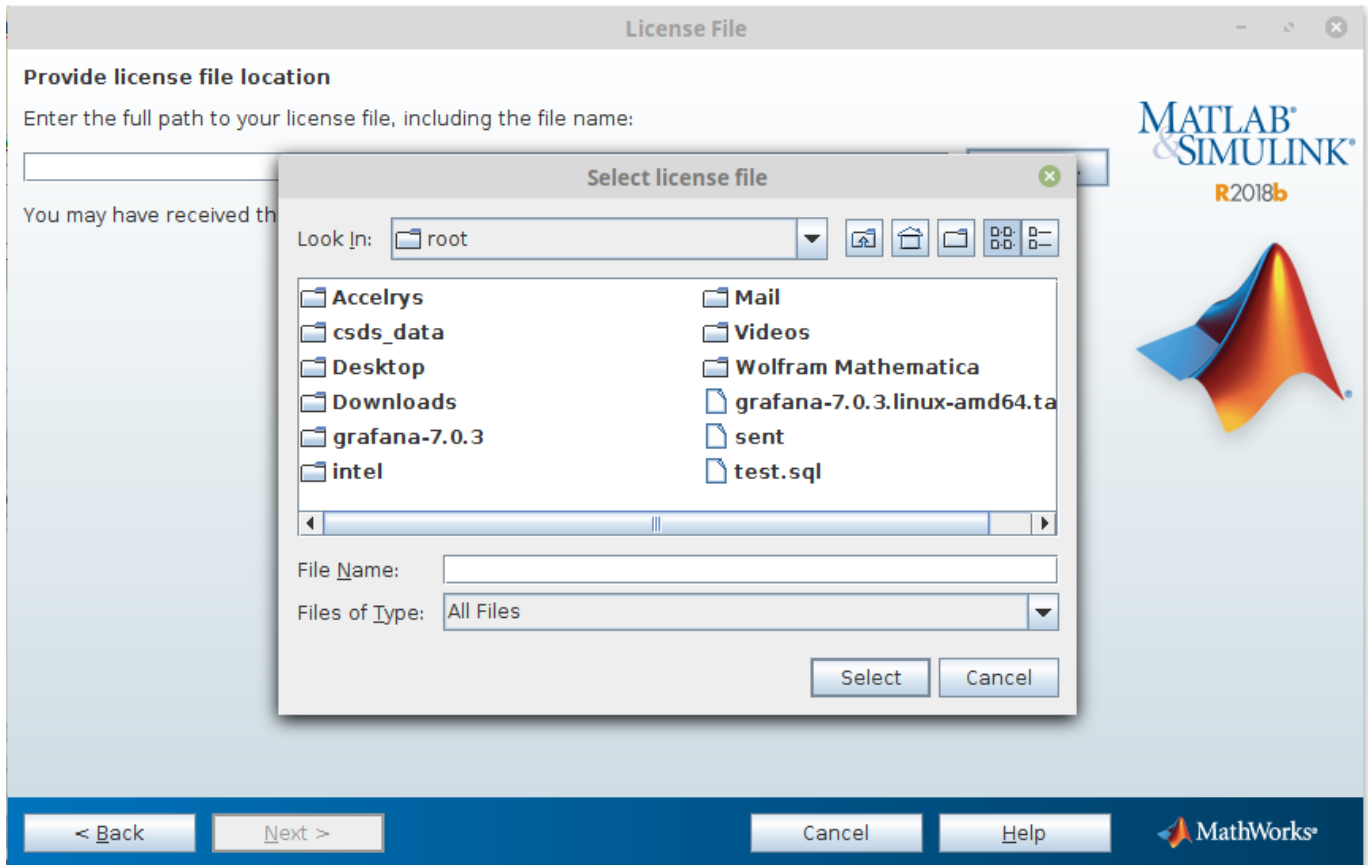 License File
Provide license file location
Enter the full path to your license file, including the file name:
You may have received th
MATLAB®
&SIMULINK®
R2018b
Select license file
Look In: root
Accelrys
csds_data
Desktop
Downloads
grafana-7.0.3
intel
Mail
Videos
Wolfram Mathematica
grafana-7.0.3.linux-amd64.ta
sent
test.sql
File Name:
Files of Type: All Files
Select Cancel
< Back Next > Cancel Help MathWorks®